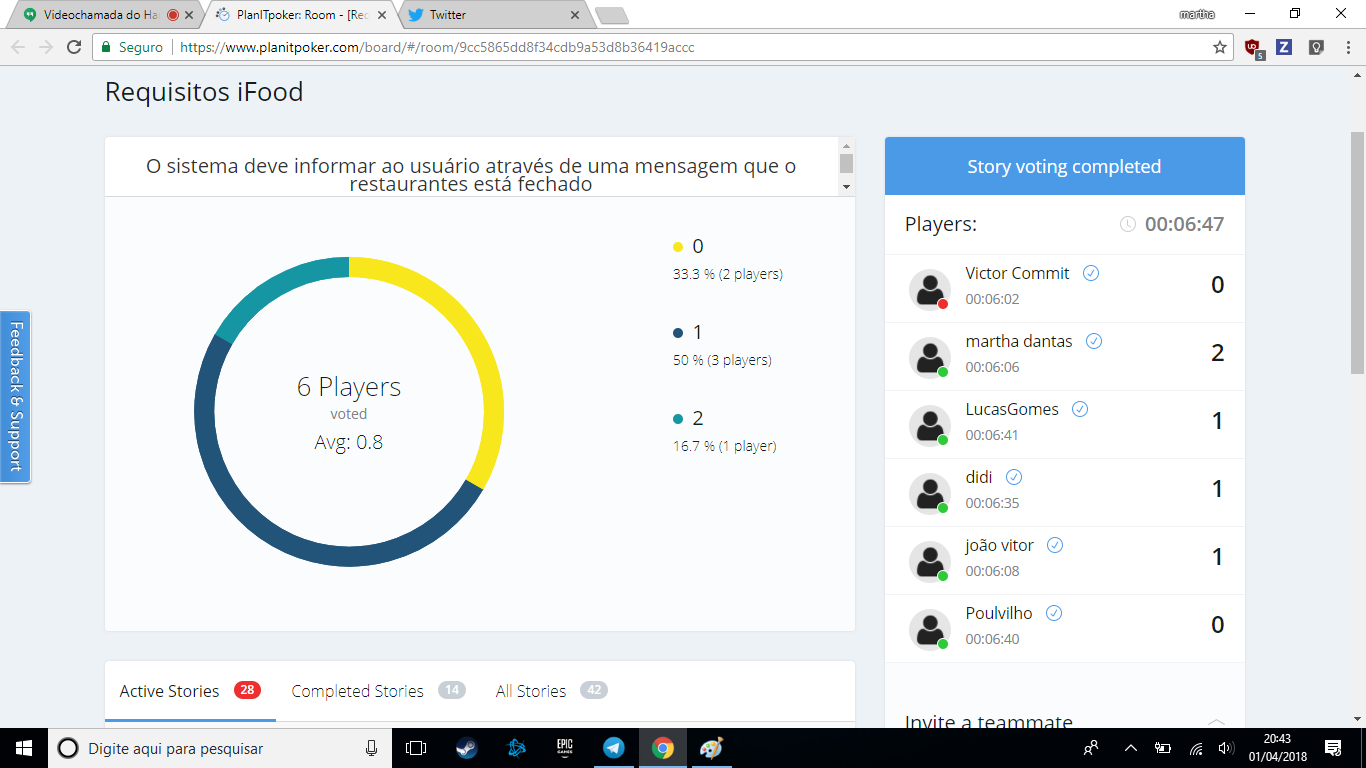 Videochamada do Ha
PlanITpoker: Room - [Rec
Twitter
martha
Seguro
https://www.planitpoker.com/board/#/room/9cc5865dd8f34cdb9a53d8b36419accc
5
Requisitos iFood
O sistema deve informar ao usuário através de uma mensagem que o
restaurantes está fechado
6 Players
voted
Avg: 0.8
0
33.3 % (2 players)
1
50 % (3 players)
2
16.7 % (1 player)
Story voting completed
Players:
00:06:47
Victor Commit
00:06:02
0
martha dantas
00:06:06
2
LucasGomes
00:06:41
1
didi
00:06:35
1
joão vitor
00:06:08
1
Poulvilho
00:06:40
0
Invite a teammate
Feedback & Support
Active Stories 28
Completed Stories 14
All Stories 42
Digite aqui para pesquisar
EPIC
GAMES
20:43
01/04/2018